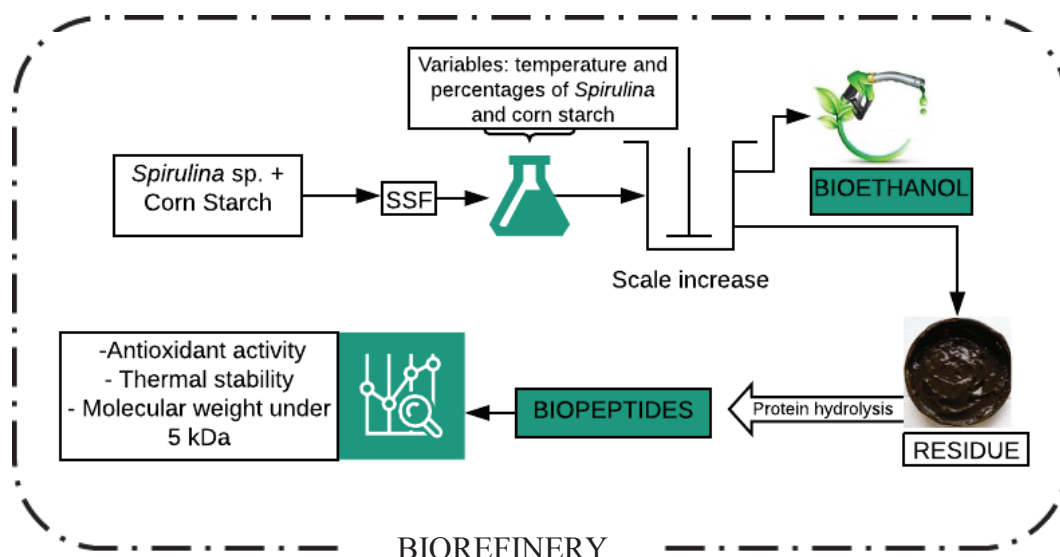 Variables: temperature and
percentages of Spirulina
and corn starch
Spirulina sp. +
Corn Starch
SSF
BIOETHANOL
Scale increase
-Antioxidant activity
- Thermal stability
- Molecular weight under
5 kDa
BIOPEPTIDES
Protein hydrolysis
RESIDUE
BIOREFINERY